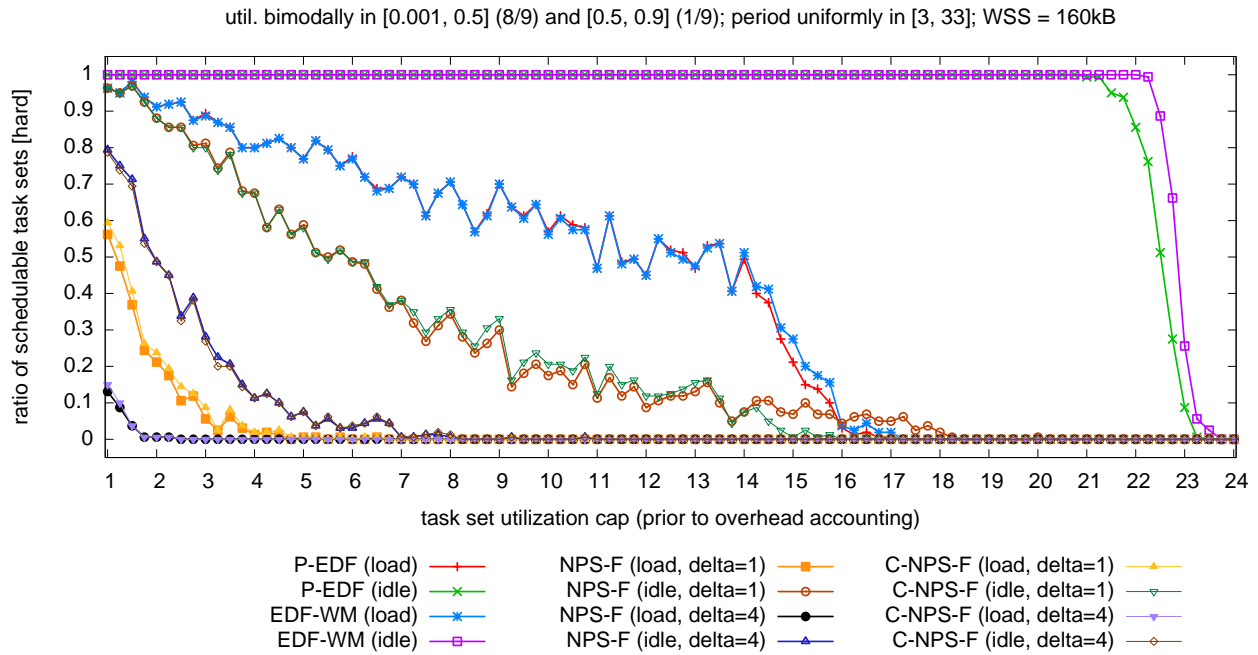 util. bimodally in [0.001, 0.5] (8/9) and [0.5, 0.9] (1/9); period uniformly in [3, 33]; WSS = 160kB
ratio of schedulable task sets [hard]
1
0.9
0.8
0.7
0.6
0.5
0.4
0.3
0.2
0.1
0
1 2 3 4 5 6 7 8 9 10 11 12 13 14 15 16 17 18 19 20 21 22 23 24
task set utilization cap (prior to overhead accounting)
P-EDF (load) NPS-F (load, delta=1) C-NPS-F (load, delta=1)
P-EDF (idle) NPS-F (idle, delta=1) C-NPS-F (idle, delta=1)
EDF-WM (load) NPS-F (load, delta=4) C-NPS-F (load, delta=4)
EDF-WM (idle) NPS-F (idle, delta=4) C-NPS-F (idle, delta=4)